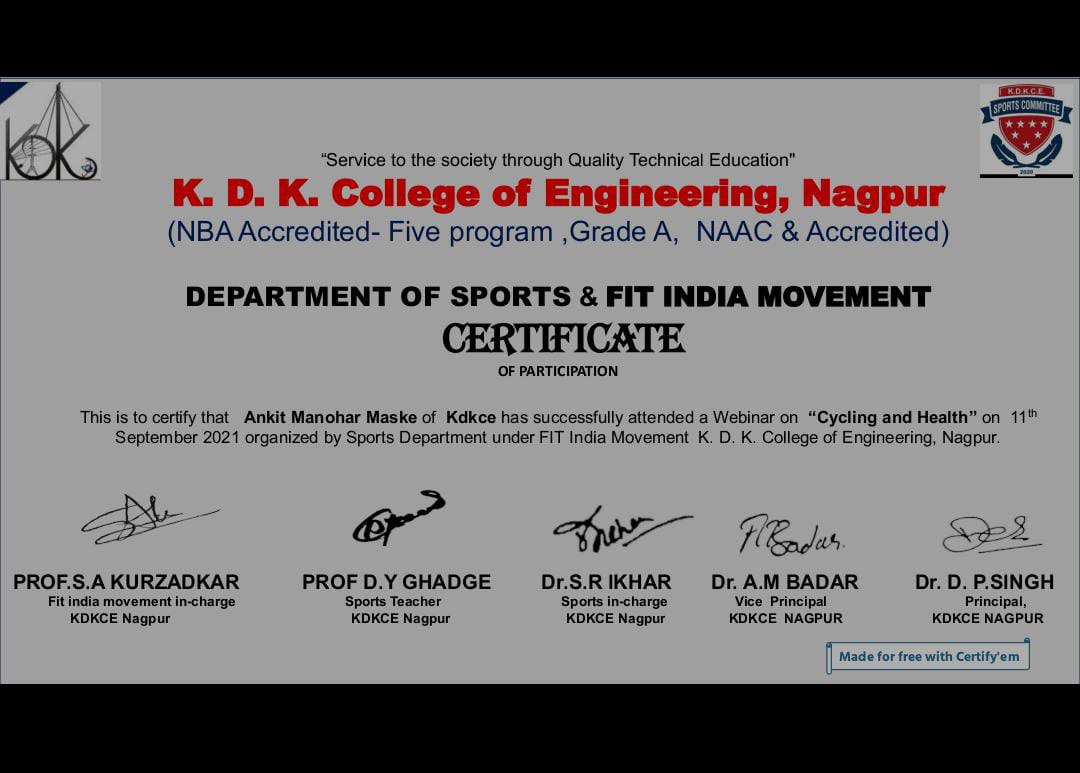 KDK
K.D.K.C.E.
SPORTS COMMITTEE
2020
“Service to the society through Quality Technical Education"
K. D. K. College of Engineering, Nagpur
(NBA Accredited- Five program ,Grade A, NAAC & Accredited)
DEPARTMENT OF SPORTS & FIT INDIA MOVEMENT
CERTIFICATE
OF PARTICIPATION
This is to certify that Ankit Manohar Maske of Kdkce has successfully attended a Webinar on “Cycling and Health” on 11th
September 2021 organized by Sports Department under FIT India Movement K. D. K. College of Engineering, Nagpur.
PROF.S.A KURZADKAR PROF D.Y GHADGE Dr.S.R IKHAR Dr. A.M BADAR Dr. D. P.SINGH
Fit india movement in-charge Sports Teacher Sports in-charge Vice Principal Principal,
KDKCE Nagpur KDKCE Nagpur KDKCE Nagpur KDKCE NAGPUR KDKCE NAGPUR
Made for free with Certify'em